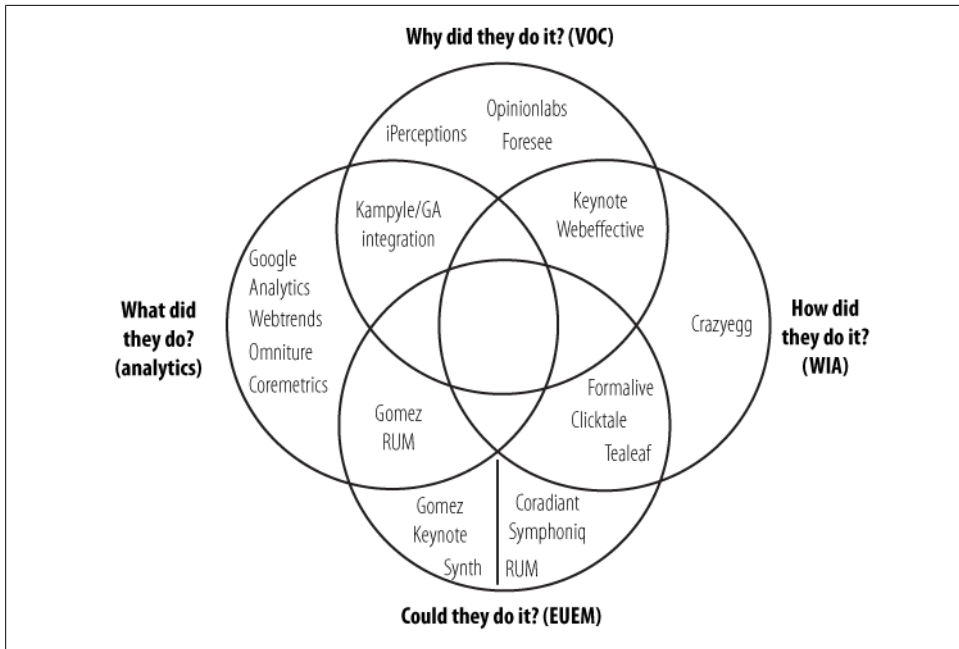 Why did they do it? (VOC)
Opinionlabs
iPerceptions
Foresee
Kampyle/GA
integration
Keynote
Webeffective
Google
Analytics
Webtrends
Omniture
Coremetrics
What did
they do?
(analytics)
Crazyegg
How did
they do it?
(WIA)
Gomez
RUM
Formalive
Clicktale
Tealeaf
Gomez
Keynote
Synth
Coradiant
Symphoniq
RUM
Could they do it? (EUEM)